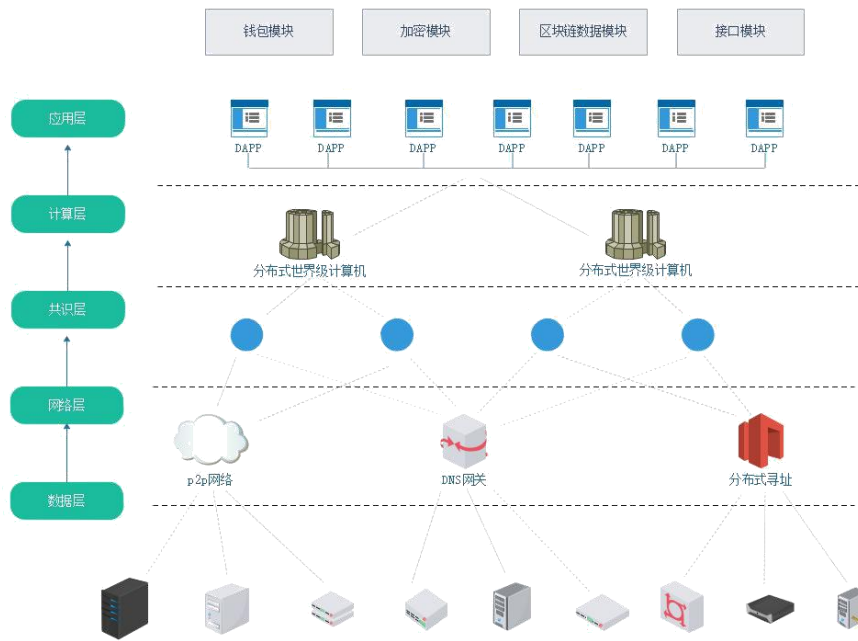 钱包模块
加密模块
区块链数据模块
接口模块
应用层
DAPP
DAPP
DAPP
DAPP
DAPP
DAPP
DAPP
计算层
分布式世界级计算机
分布式世界级计算机
共识层
网络层
p2p网络
DNS网关
分布式寻址
数据层